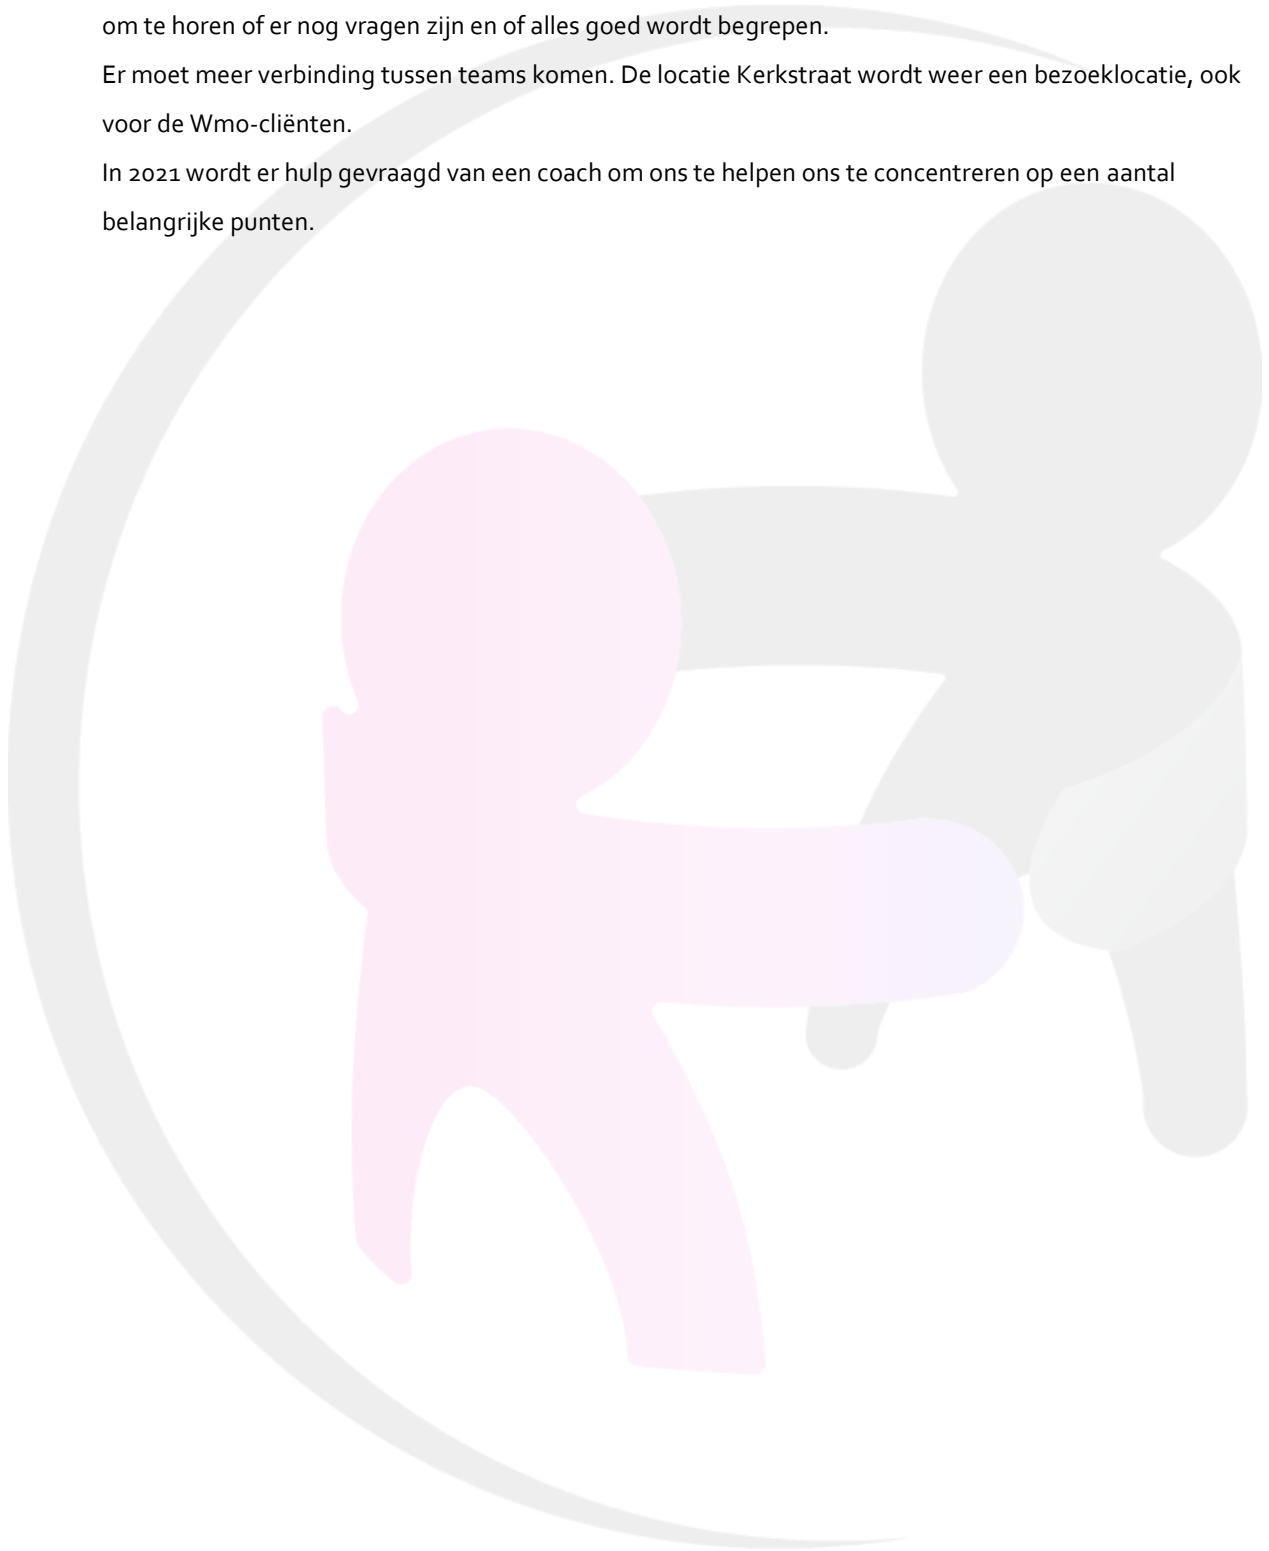 om te horen of er nog vragen zijn en of alles goed wordt begrepen.
Er moet meer verbinding tussen teams komen. De locatie Kerkstraat wordt weer een bezoeklocatie, ook
voor de Wmo-cliënten.
In 2021 wordt er hulp gevraagd van een coach om ons te helpen ons te concentreren op een aantal
belangrijke punten.